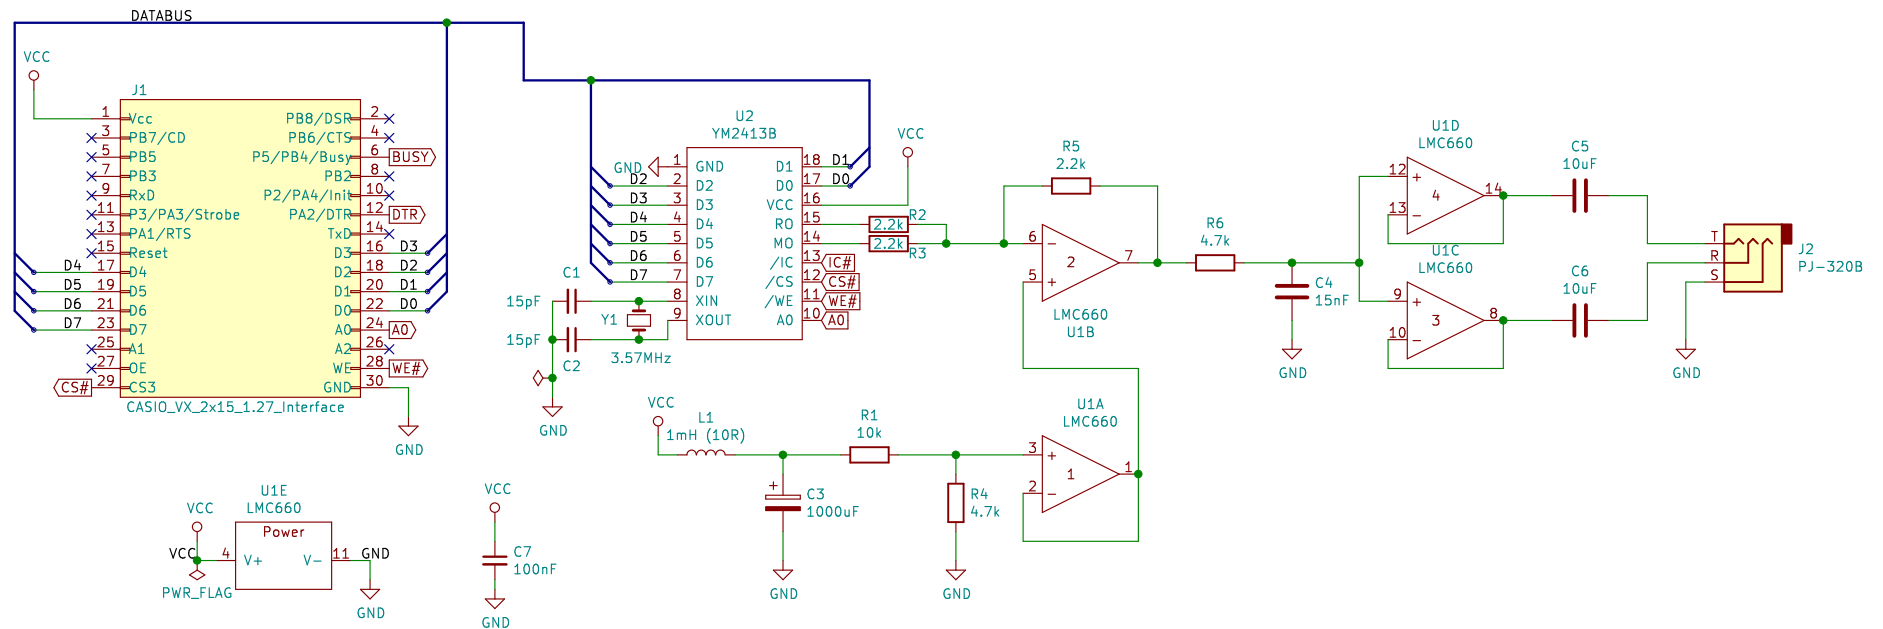 DATABUS
VCC
J1
1 Vcc
3 PB7/CD
5 PB5
7 PB3
9 RxD
11 P3/PA3/Strobe
13 PA1/RTS
15 Reset
D4 17 D4
D5 19 D5
D6 21 D6
D7 23 D7
25 A1
27 OE
CS# 29 CS3
PB8/DSR 2
PB6/CTS 4
P5/PB4/Busy 6 BUSY
PB2 8
P2/PA4/Init 10
PA2/DTR 12 DTR
TxD 14
D3 16 D3
D2 18 D2
D1 20 D1
D0 22 D0
A0 24 A0
A2 26
WE 28 WE#
GND 30
CASIO_VX_2x15_1.27_Interface
GND
U2
YM2413B
GND 1 GND
D2 2 D2
D3 3 D3
D4 4 D4
D5 5 D5
D6 6 D6
D7 7 D7
8 XIN
9 XOUT
D1 18 D1
D0 17 D0
VCC 16
RO 15
MO 14
/IC 13 IC#
/CS 12 CS#
/WE 11 WE#
A0 10 A0
VCC
2.2k R2
2.2k R3
C1
15pF
15pF
C2
Y1
3.57MHz
GND
R5
2.2k
6
5
−
+
2
7
LMC660
U1B
R6
4.7k
C4
15nF
GND
U1D
LMC660
12
13
+
−
4
14
U1C
LMC660
9
10
+
−
3
8
C5
10uF
C6
10uF
T
R
S
J2
PJ-320B
GND
VCC
L1
1mH (10R)
+
C3
1000uF
GND
R1
10k
R4
4.7k
GND
U1A
LMC660
3
2
+
−
1
1
U1E
LMC660
VCC
VCC
4
Power
V+
V−
11
GND
PWR_FLAG
GND
VCC
C7
100nF
GND